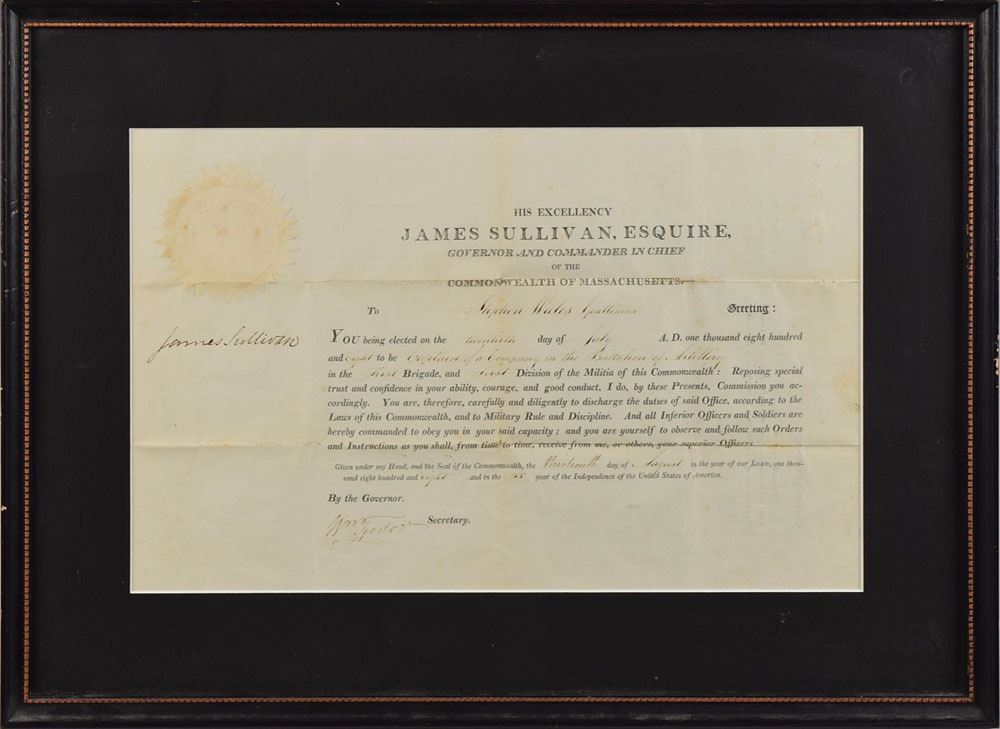 HIS EXCELLENCY
JAMES SULLIVAN, ESQUIRE,
GOVERNOR AND COMMANDER IN CHIEF
OF THE
COMMONWEALTH OF MASSACHUSETTS.
To Stephen Wales Gentleman Greeting:
James Sullivan
YOU being elected on the twentieth day of July A. D. one thousand eight hundred
and eight to be Captain of a Company in the Battalion of Artillery
in the first Brigade, and first Division of the Militia of this Commonwealth: Reposing special
trust and confidence in your ability, courage, and good conduct, I do, by these Presents, Commission you ac-
cordingly. You are, therefore, carefully and diligently to discharge the duties of said Office, according to the
Laws of this Commonwealth, and to Military Rule and Discipline. And all Inferior Officers and Soldiers are
hereby commanded to obey you in your said capacity; and you are yourself to observe and follow such Orders
and Instructions as you shall, from time to time, receive from me, or others, your superior Officers.
Given under my Hand, and the Seal of the Commonwealth, the thirteenth day of August in the year of our LORD, one thou-
sand eight hundred and eight and in the year of the Independence of the United States of America.
By the Governor.
Wm Tudor Secretary.